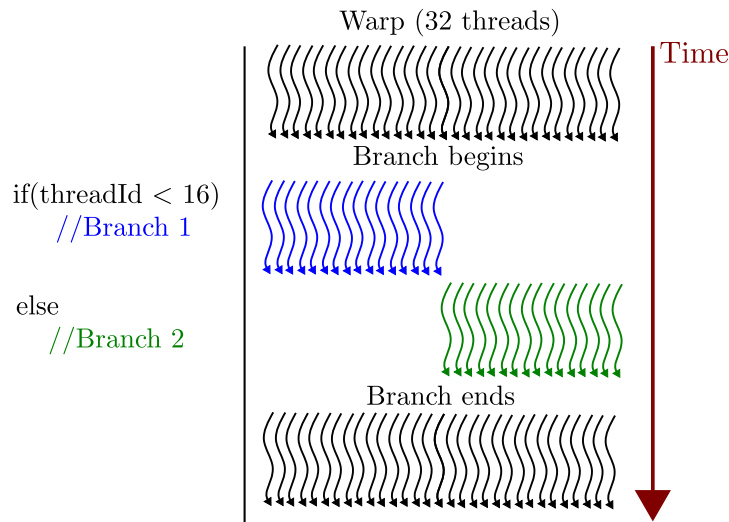 Warp (32 threads)
Time
Branch begins
if(threadId < 16)
//Branch 1
else
//Branch 2
Branch ends